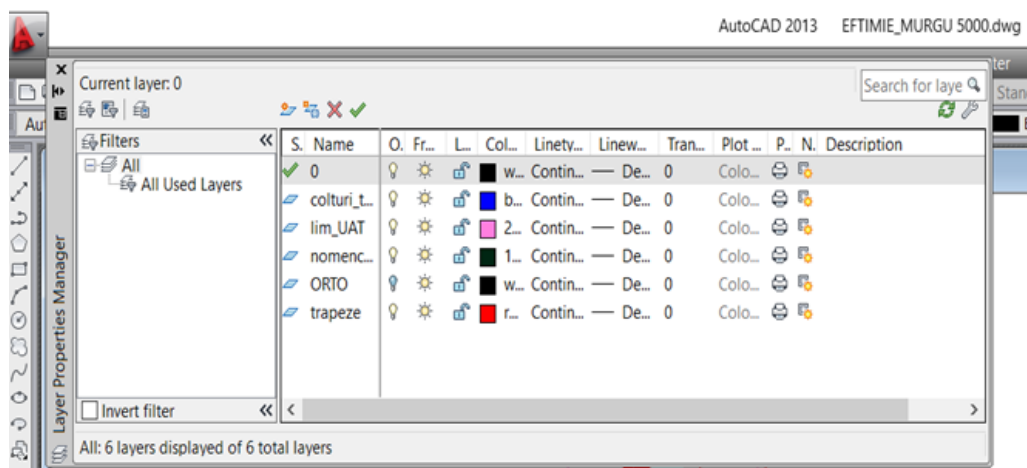 AutoCAD 2013 EFTIMIE_MURGU 5000.dwg
ter
Current layer: 0
Search for laye
Stan
Au
Filters
All
All Used Layers
S. Name O. Fr... L... Col... Linety... Linew... Tran... Plot ... P.. N. Description
0 w... Contin... De... 0 Colo...
colturi_t... b... Contin... De... 0 Colo...
lim_UAT 2... Contin... De... 0 Colo...
nomenc... 1... Contin... De... 0 Colo...
ORTO w... Contin... De... 0 Colo...
trapeze r... Contin... De... 0 Colo...
Layer Properties Manager
Invert filter
All: 6 layers displayed of 6 total layers